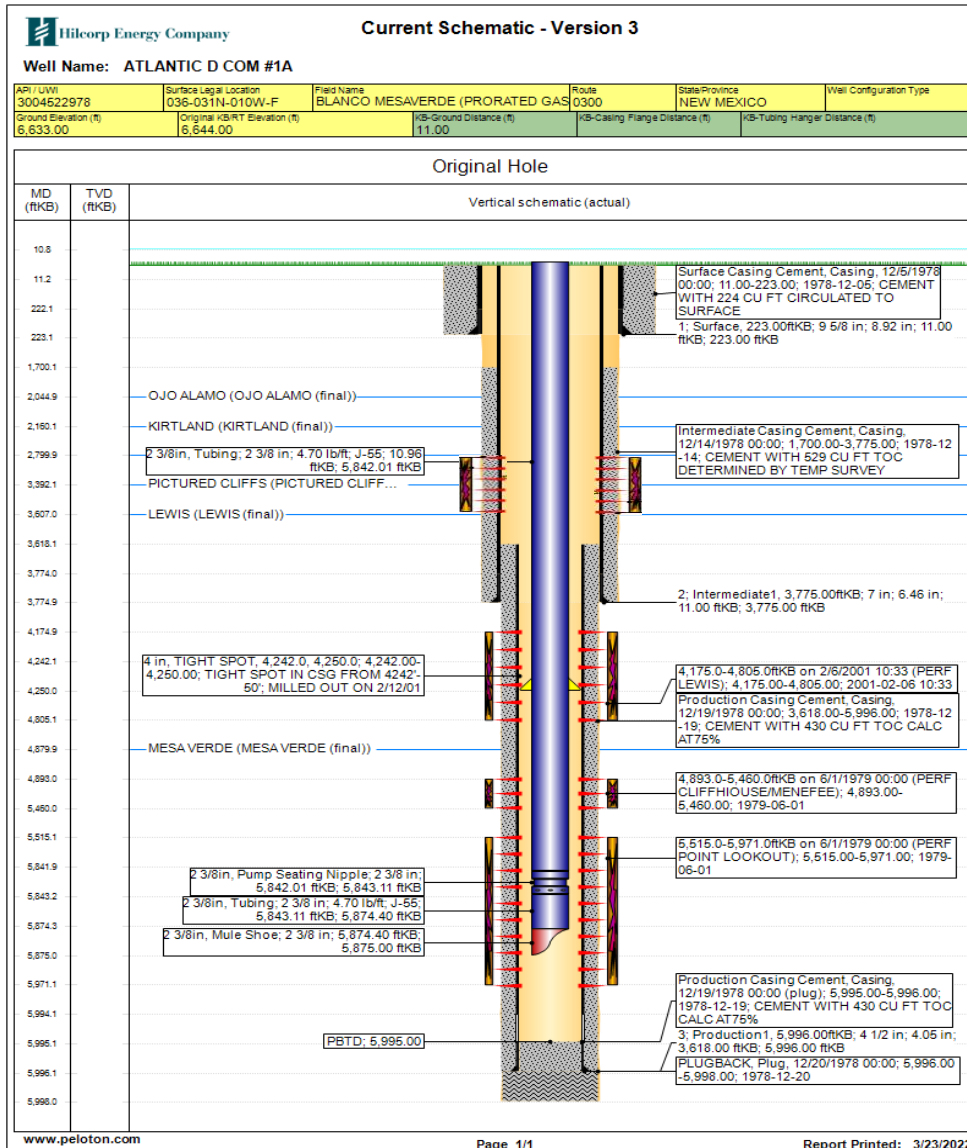 Hilcorp Energy Company
Current Schematic - Version 3
Well Name: ATLANTIC D COM #1A
API / UWI
3004522978
Surface Legal Location
036-031N-010W-F
Field Name
BLANCO MESAVERDE (PRORATED GAS
Route
0300
State/Province
NEW MEXICO
Well Configuration Type
Ground Elevation (ft)
6,633.00
Original KB/RT Elevation (ft)
6,644.00
KB-Ground Distance (ft)
11.00
KB-Casing Flange Distance (ft)
KB-Tubing Hanger Distance (ft)
Original Hole
MD
(ftKB)
TVD
(ftKB)
Vertical schematic (actual)
10.8
11.2
222.1
223.1
1,700.1
2,044.9
2,160.1
2,799.9
3,392.1
3,607.0
3,618.1
3,774.0
3,774.9
4,174.9
4,242.1
4,250.0
4,805.1
4,879.9
4,893.0
5,460.0
5,515.1
5,841.9
5,843.2
5,874.3
5,875.0
5,971.1
5,994.1
5,995.1
5,996.1
5,998.0
OJO ALAMO (OJO ALAMO (final))
KIRTLAND (KIRTLAND (final))
2 3/8in, Tubing; 2 3/8 in; 4.70 lb/ft; J-55; 10.96
ftKB; 5,842.01 ftKB
PICTURED CLIFFS (PICTURED CLIFF...
LEWIS (LEWIS (final))
4 in, TIGHT SPOT, 4,242.0, 4,250.0; 4,242.00-
4,250.00; TIGHT SPOT IN CSG FROM 4242'-
50'; MILLED OUT ON 2/12/01
MESA VERDE (MESA VERDE (final))
2 3/8in, Pump Seating Nipple; 2 3/8 in;
5,842.01 ftKB; 5,843.11 ftKB
2 3/8in, Tubing; 2 3/8 in; 4.70 lb/ft; J-55;
5,843.11 ftKB; 5,874.40 ftKB
2 3/8in, Mule Shoe; 2 3/8 in; 5,874.40 ftKB;
5,875.00 ftKB
PBTD; 5,995.00
Surface Casing Cement, Casing, 12/5/1978
00:00; 11.00-223.00; 1978-12-05; CEMENT
WITH 224 CU FT CIRCULATED TO
SURFACE
1; Surface, 223.00ftKB; 9 5/8 in; 8.92 in; 11.00
ftKB; 223.00 ftKB
Intermediate Casing Cement, Casing,
12/14/1978 00:00; 1,700.00-3,775.00; 1978-12
-14; CEMENT WITH 529 CU FT TOC
DETERMINED BY TEMP SURVEY
2; Intermediate1, 3,775.00ftKB; 7 in; 6.46 in;
11.00 ftKB; 3,775.00 ftKB
4,175.0-4,805.0ftKB on 2/6/2001 10:33 (PERF
LEWIS); 4,175.00-4,805.00; 2001-02-06 10:33
Production Casing Cement, Casing,
12/19/1978 00:00; 3,618.00-5,996.00; 1978-12
-19; CEMENT WITH 430 CU FT TOC CALC
AT75%
4,893.0-5,460.0ftKB on 6/1/1979 00:00 (PERF
CLIFFHIOUSE/MENEFEE); 4,893.00-
5,460.00; 1979-06-01
5,515.0-5,971.0ftKB on 6/1/1979 00:00 (PERF
POINT LOOKOUT); 5,515.00-5,971.00; 1979-
06-01
Production Casing Cement, Casing,
12/19/1978 00:00 (plug); 5,995.00-5,996.00;
1978-12-19; CEMENT WITH 430 CU FT TOC
CALC AT75%
3; Production1, 5,996.00ftKB; 4 1/2 in; 4.05 in;
3,618.00 ftKB; 5,996.00 ftKB
PLUGBACK, Plug, 12/20/1978 00:00; 5,996.00
-5,998.00; 1978-12-20
www.peloton.com
Page 1/1
Report Printed: 3/23/2022